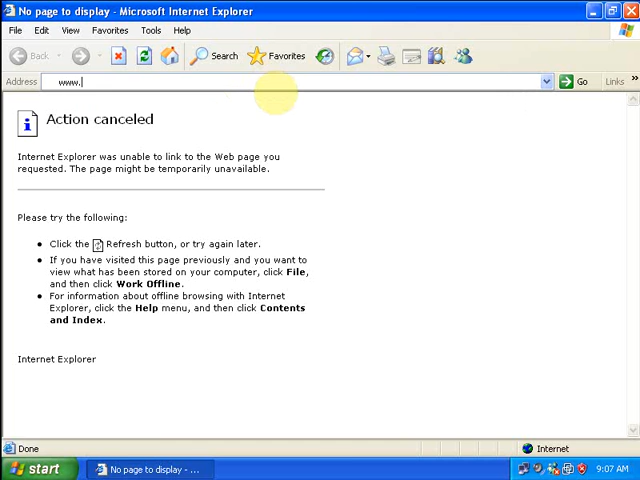 No page to display - Microsoft Internet Explorer
File Edit View Favorites Tools Help
Back Search Favorites
Address www. Go Links »
Action canceled
Internet Explorer was unable to link to the Web page you
requested. The page might be temporarily unavailable.
Please try the following:
Click the Refresh button, or try again later.
If you have visited this page previously and you want to
view what has been stored on your computer, click File,
and then click Work Offline.
For information about offline browsing with Internet
Explorer, click the Help menu, and then click Contents
and Index.
Internet Explorer
Done Internet
start No page to display - ... 9:07 AM